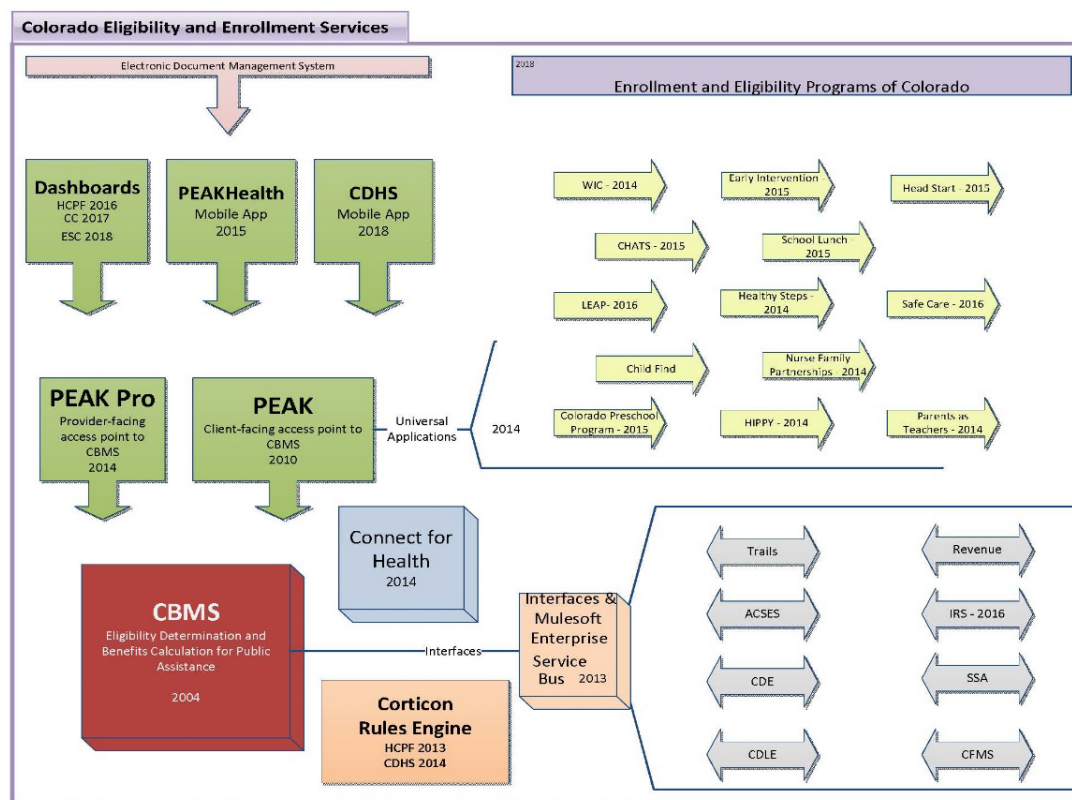 Colorado Eligibility and Enrollment Services
Electronic Document Management System
2018
Enrollment and Eligibility Programs of Colorado
Dashboards
HCPF 2016
CC 2017
ESC 2018
PEAKHealth
Mobile App
2015
CDHS
Mobile App
2018
WIC - 2014
Early Intervention -
2015
Head Start - 2015
CHATS - 2015
School Lunch -
2015
LEAP- 2016
Healthy Steps -
2014
Safe Care - 2016
Child Find
Nurse Family
Partnerships - 2014
Colorado Preschool
Program - 2015
HIPPY - 2014
Parents as
Teachers - 2014
PEAK Pro
Provider-facing
access point to
CBMS
2014
PEAK
Client-facing access point to
CBMS
2010
Universal
Applications
2014
Connect for
Health
2014
CBMS
Eligibility Determination and
Benefits Calculation for Public
Assistance
2004
Interfaces
Interfaces &
Mulesoft
Enterprise
Service
Bus 2013
Corticon
Rules Engine
HCPF 2013
CDHS 2014
Trails
Revenue
ACSES
IRS - 2016
CDE
SSA
CDLE
CFMS